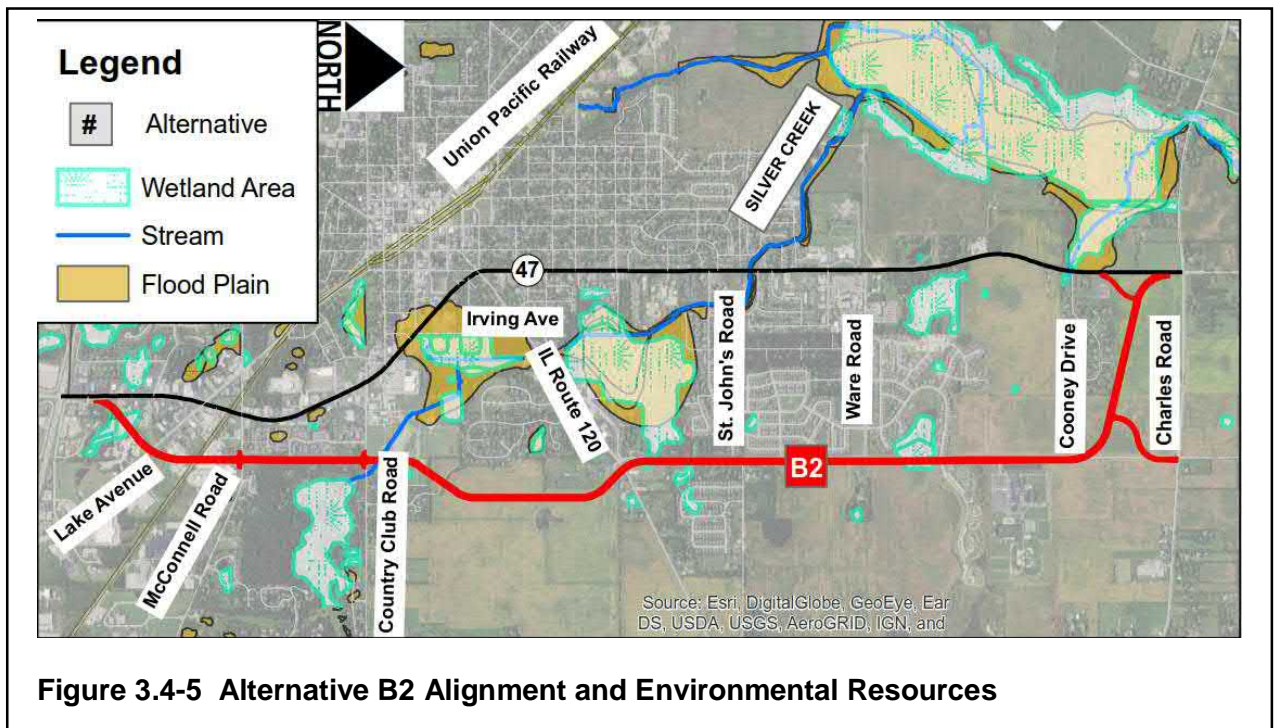 Legend
# Alternative
Wetland Area
Stream
Flood Plain
NORTH
Union Pacific Railway
SILVER CREEK
47
Irving Ave
IL Route 120
St. John's Road
Ware Road
Cooney Drive
Charles Road
B2
Lake Avenue
McConnell Road
Country Club Road
Source: Esri, DigitalGlobe, GeoEye, Ear
DS, USDA, USGS, AeroGRID, IGN, and
Figure 3.4-5 Alternative B2 Alignment and Environmental Resources